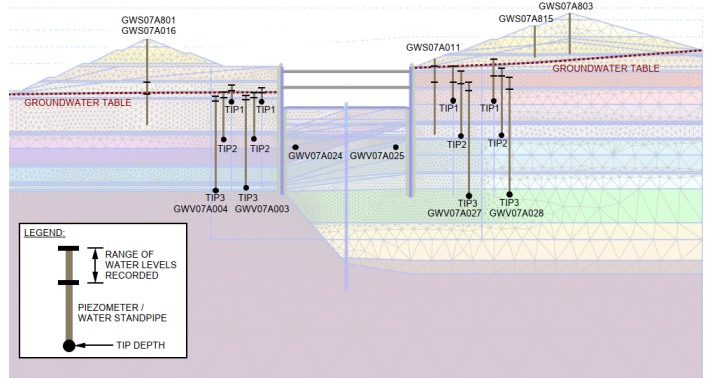 GWS07A801
GWS07A016
GWS07A803
GWS07A815
GWS07A011
GROUNDWATER TABLE
GROUNDWATER TABLE
TIP1
TIP1
TIP1
TIP1
TIP2
TIP2
TIP2
TIP2
GWV07A024
GWV07A025
TIP3
TIP3
GWV07A004
GWV07A003
TIP3
TIP3
GWV07A027
GWV07A028
LEGEND:
RANGE OF
WATER LEVELS
RECORDED
PIEZOMETER /
WATER STANDPIPE
TIP DEPTH